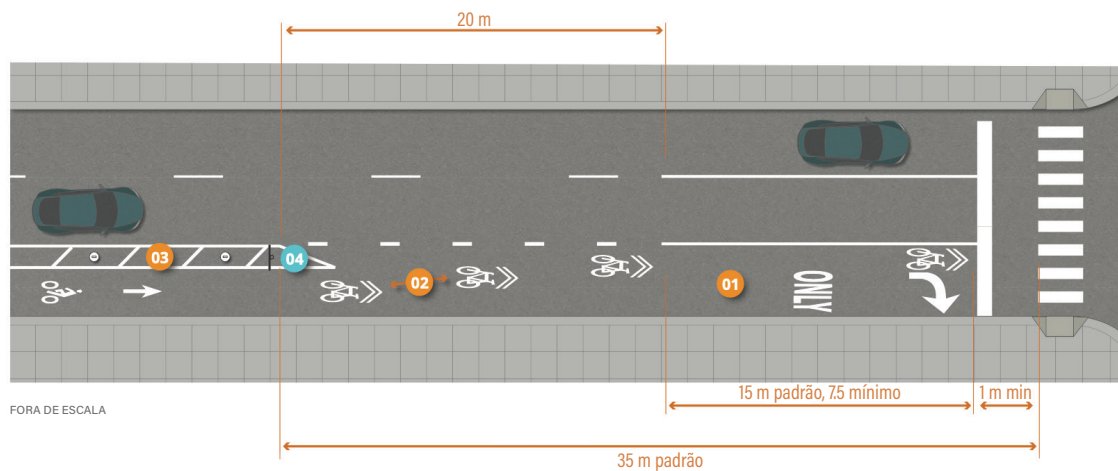 20 m
03
04
02
01
ONLY
FORA DE ESCALA
15 m padrão, 7.5 mínimo
1 m min
35 m padrão